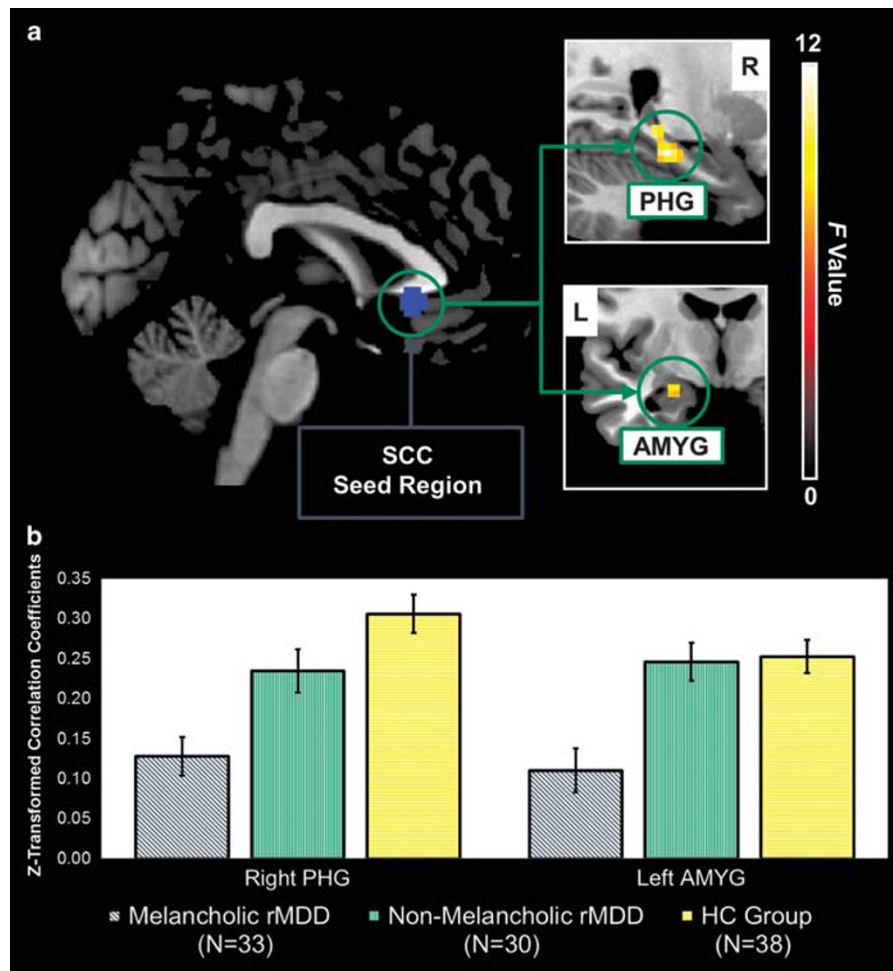 a
R
12
PHG
F Value
L
AMYG
0
SCC
Seed Region
b
Z-Transformed Correlation Coefficients
0.35
0.30
0.25
0.20
0.15
0.10
0.05
0.00
Right PHG
Left AMYG
Melancholic rMDD
(N=33)
Non-Melancholic rMDD
(N=30)
HC Group
(N=38)